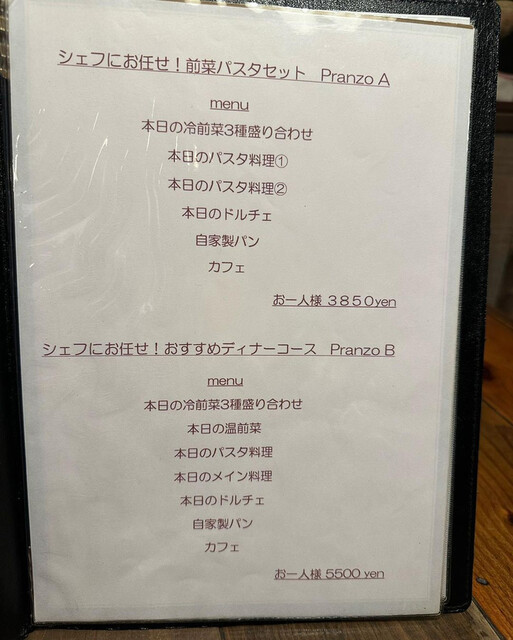 シェフにお任せ！前菜パスタセット　Pranzo A
menu
本日の冷前菜3種盛り合わせ
本日のパスタ料理①
本日のパスタ料理②
本日のドルチェ
自家製パン
カフェ
お一人様 3850yen
シェフにお任せ！おすすめディナーコース　Pranzo B
menu
本日の冷前菜3種盛り合わせ
本日の温前菜
本日のパスタ料理
本日のメイン料理
本日のドルチェ
自家製パン
カフェ
お一人様 5500 yen